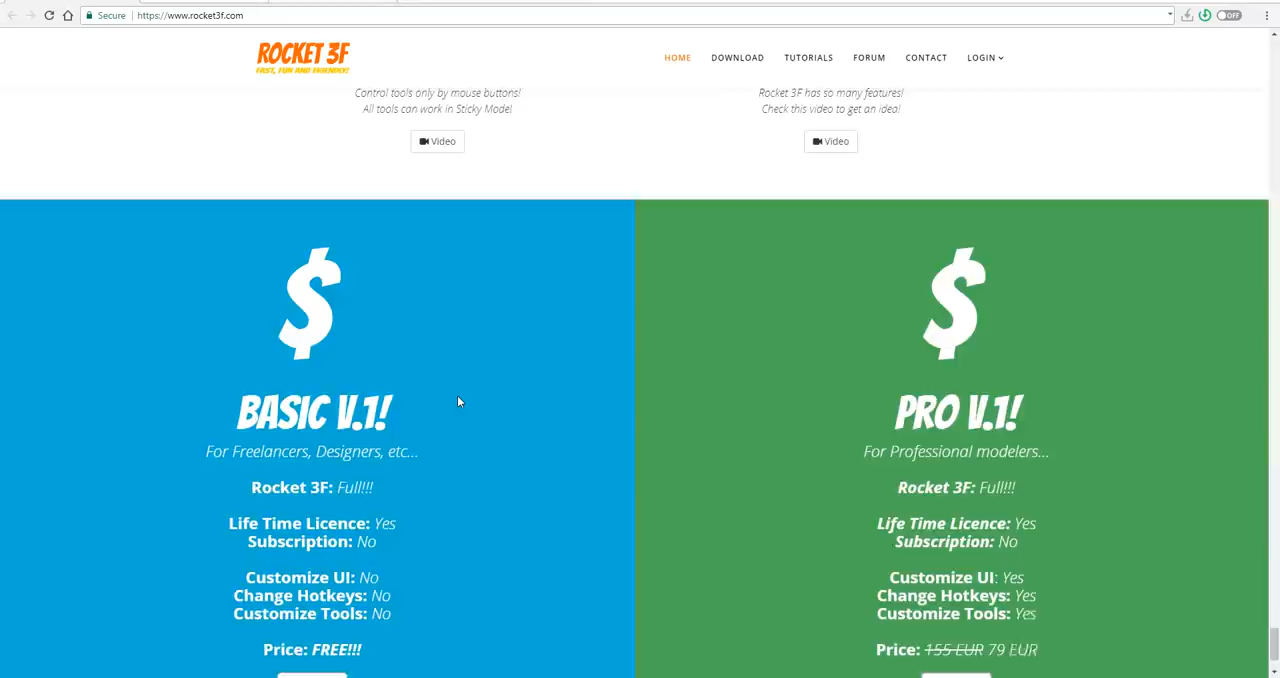 Secure
https://www.rocket3f.com
OFF
ROCKET 3F
FAST, FUN AND FRIENDLY!
HOME
DOWNLOAD
TUTORIALS
FORUM
CONTACT
LOGIN
Control tools only by mouse buttons!
All tools can work in Sticky Mode!
Video
Rocket 3F has so many features!
Check this video to get an idea!
Video
$
BASIC V.1!
For Freelancers, Designers, etc...
Rocket 3F: Full!!!
Life Time Licence: Yes
Subscription: No
Customize UI: No
Change Hotkeys: No
Customize Tools: No
Price: FREE!!!
$
PRO V.1!
For Professional modelers...
Rocket 3F: Full!!!
Life Time Licence: Yes
Subscription: No
Customize UI: Yes
Change Hotkeys: Yes
Customize Tools: Yes
Price: 155 EUR 79 EUR